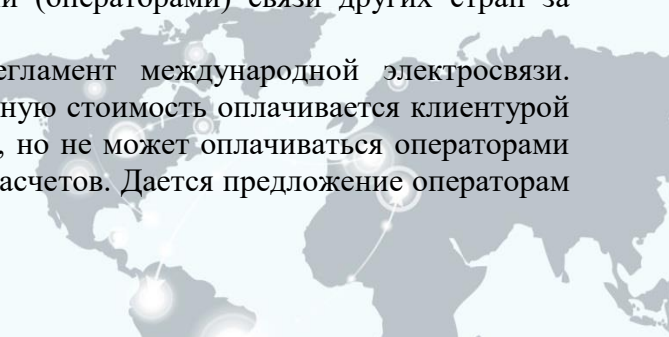 (операторами) связи других стран за
егламент международной электросвязи.
ную стоимость оплачивается клиентурой
, но не может оплачиваться операторами
асчетов. Дается предложение операторам